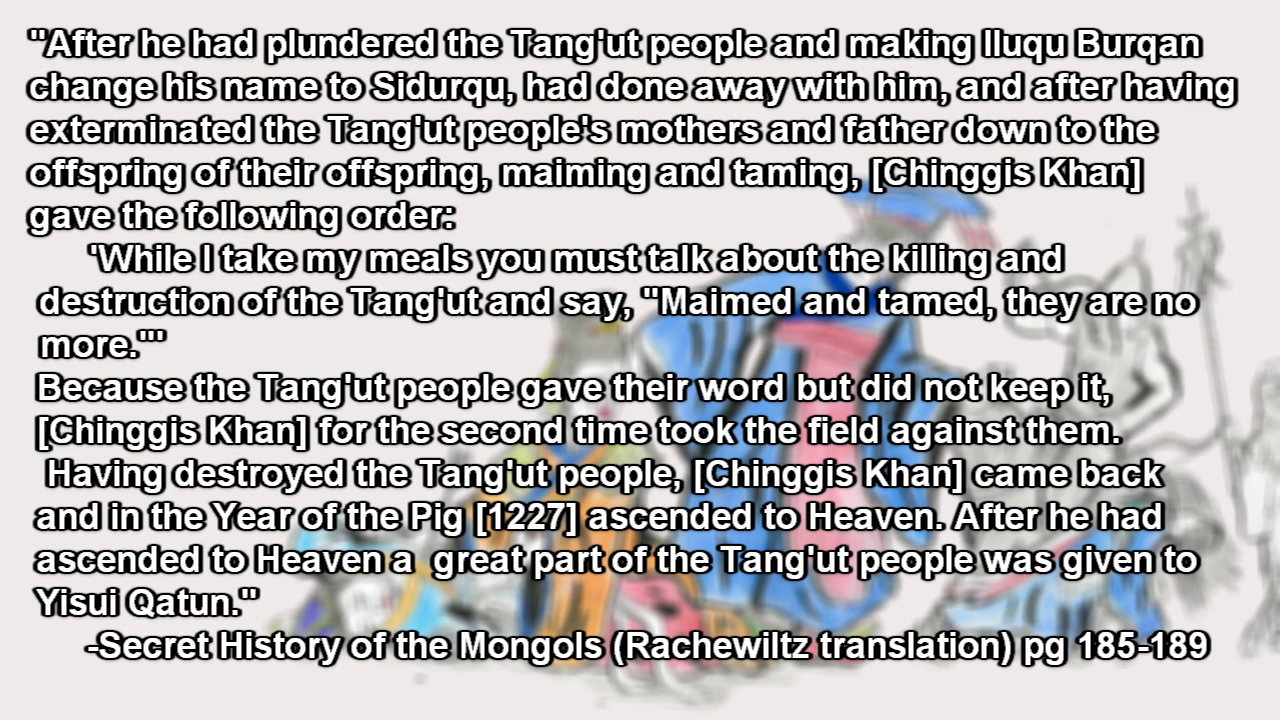 "After he had plundered the Tang'ut people and making Iluqu Burqan
change his name to Sidurqu, had done away with him, and after having
exterminated the Tang'ut people's mothers and father down to the
offspring of their offspring, maiming and taming, [Chinggis Khan]
gave the following order:
'While I take my meals you must talk about the killing and
destruction of the Tang'ut and say, "Maimed and tamed, they are no
more."'"
Because the Tang'ut people gave their word but did not keep it,
[Chinggis Khan] for the second time took the field against them.
Having destroyed the Tang'ut people, [Chinggis Khan] came back
and in the Year of the Pig [1227] ascended to Heaven. After he had
ascended to Heaven a  great part of the Tang'ut people was given to
Yisui Qatun."
-Secret History of the Mongols (Rachewiltz translation) pg 185-189